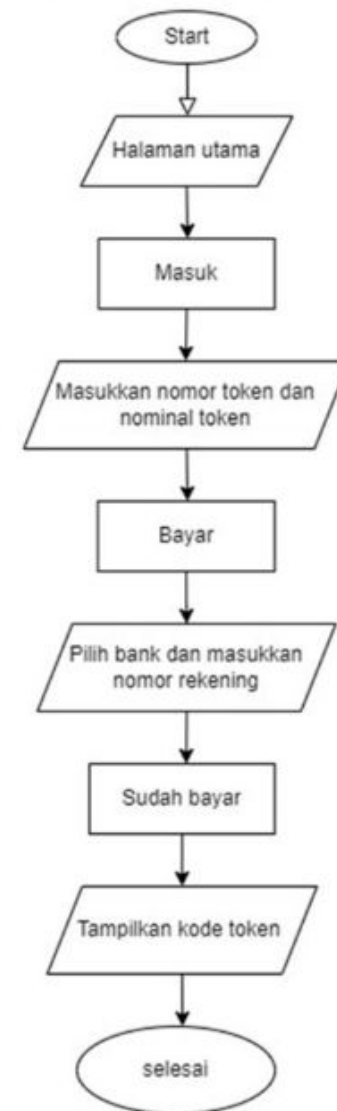 Start
Halaman utama
Masuk
Masukkan nomor token dan
nominal token
Bayar
Pilih bank dan masukkan
nomor rekening
Sudah bayar
Tampilkan kode token
selesai